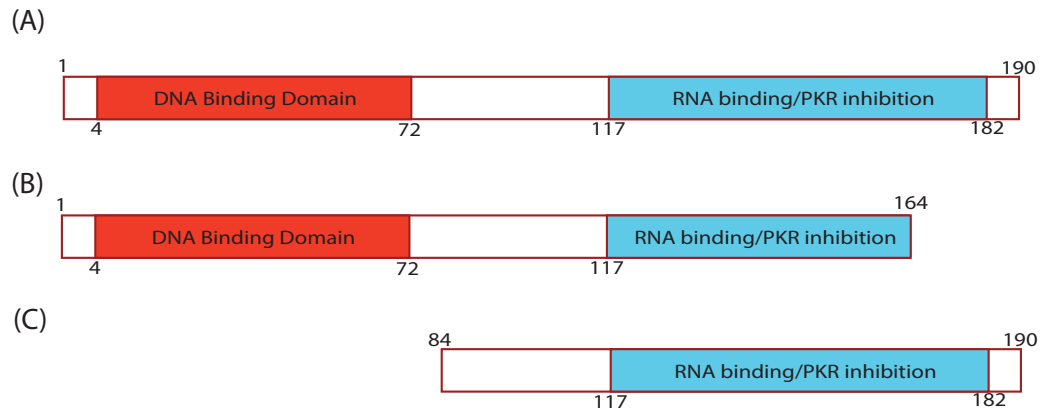 (A)
1
190
DNA Binding Domain
RNA binding/PKR inhibition
4
72
117
182
(B)
1
164
DNA Binding Domain
RNA binding/PKR inhibition
4
72
117
(C)
84
190
RNA binding/PKR inhibition
117
182